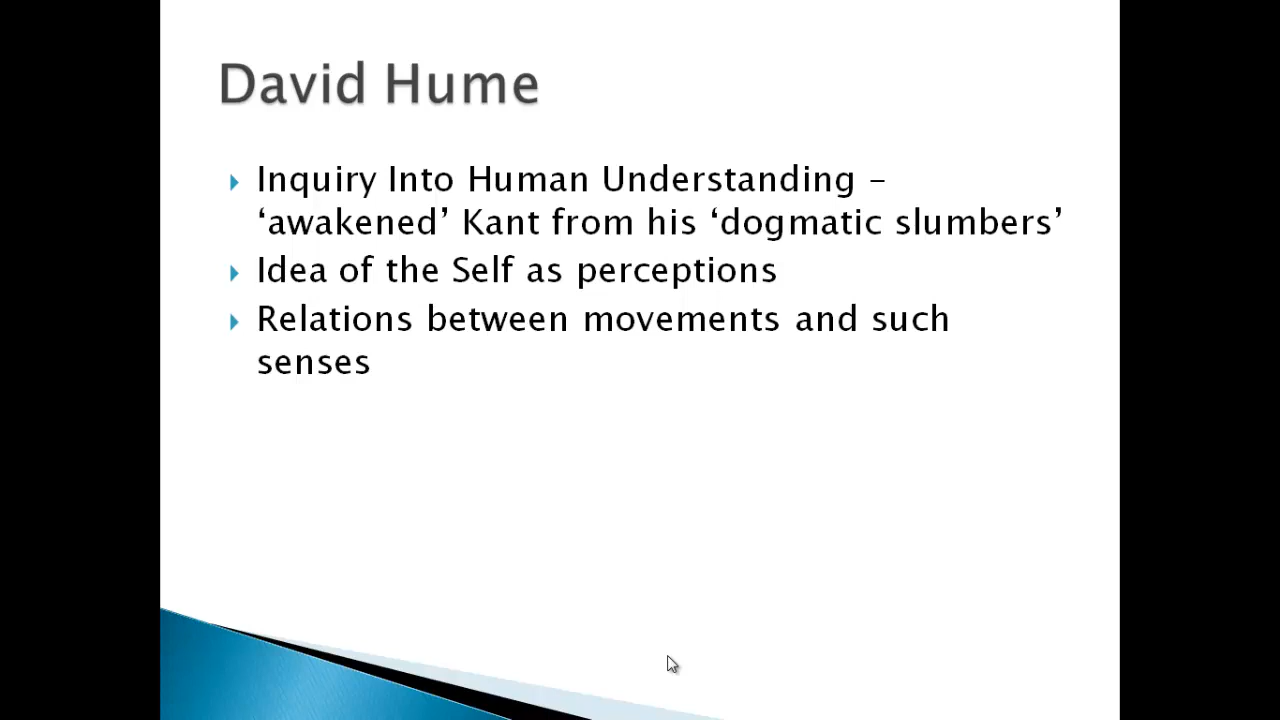 David Hume
Inquiry Into Human Understanding –
‘awakened’ Kant from his ‘dogmatic slumbers’
Idea of the Self as perceptions
Relations between movements and such
senses